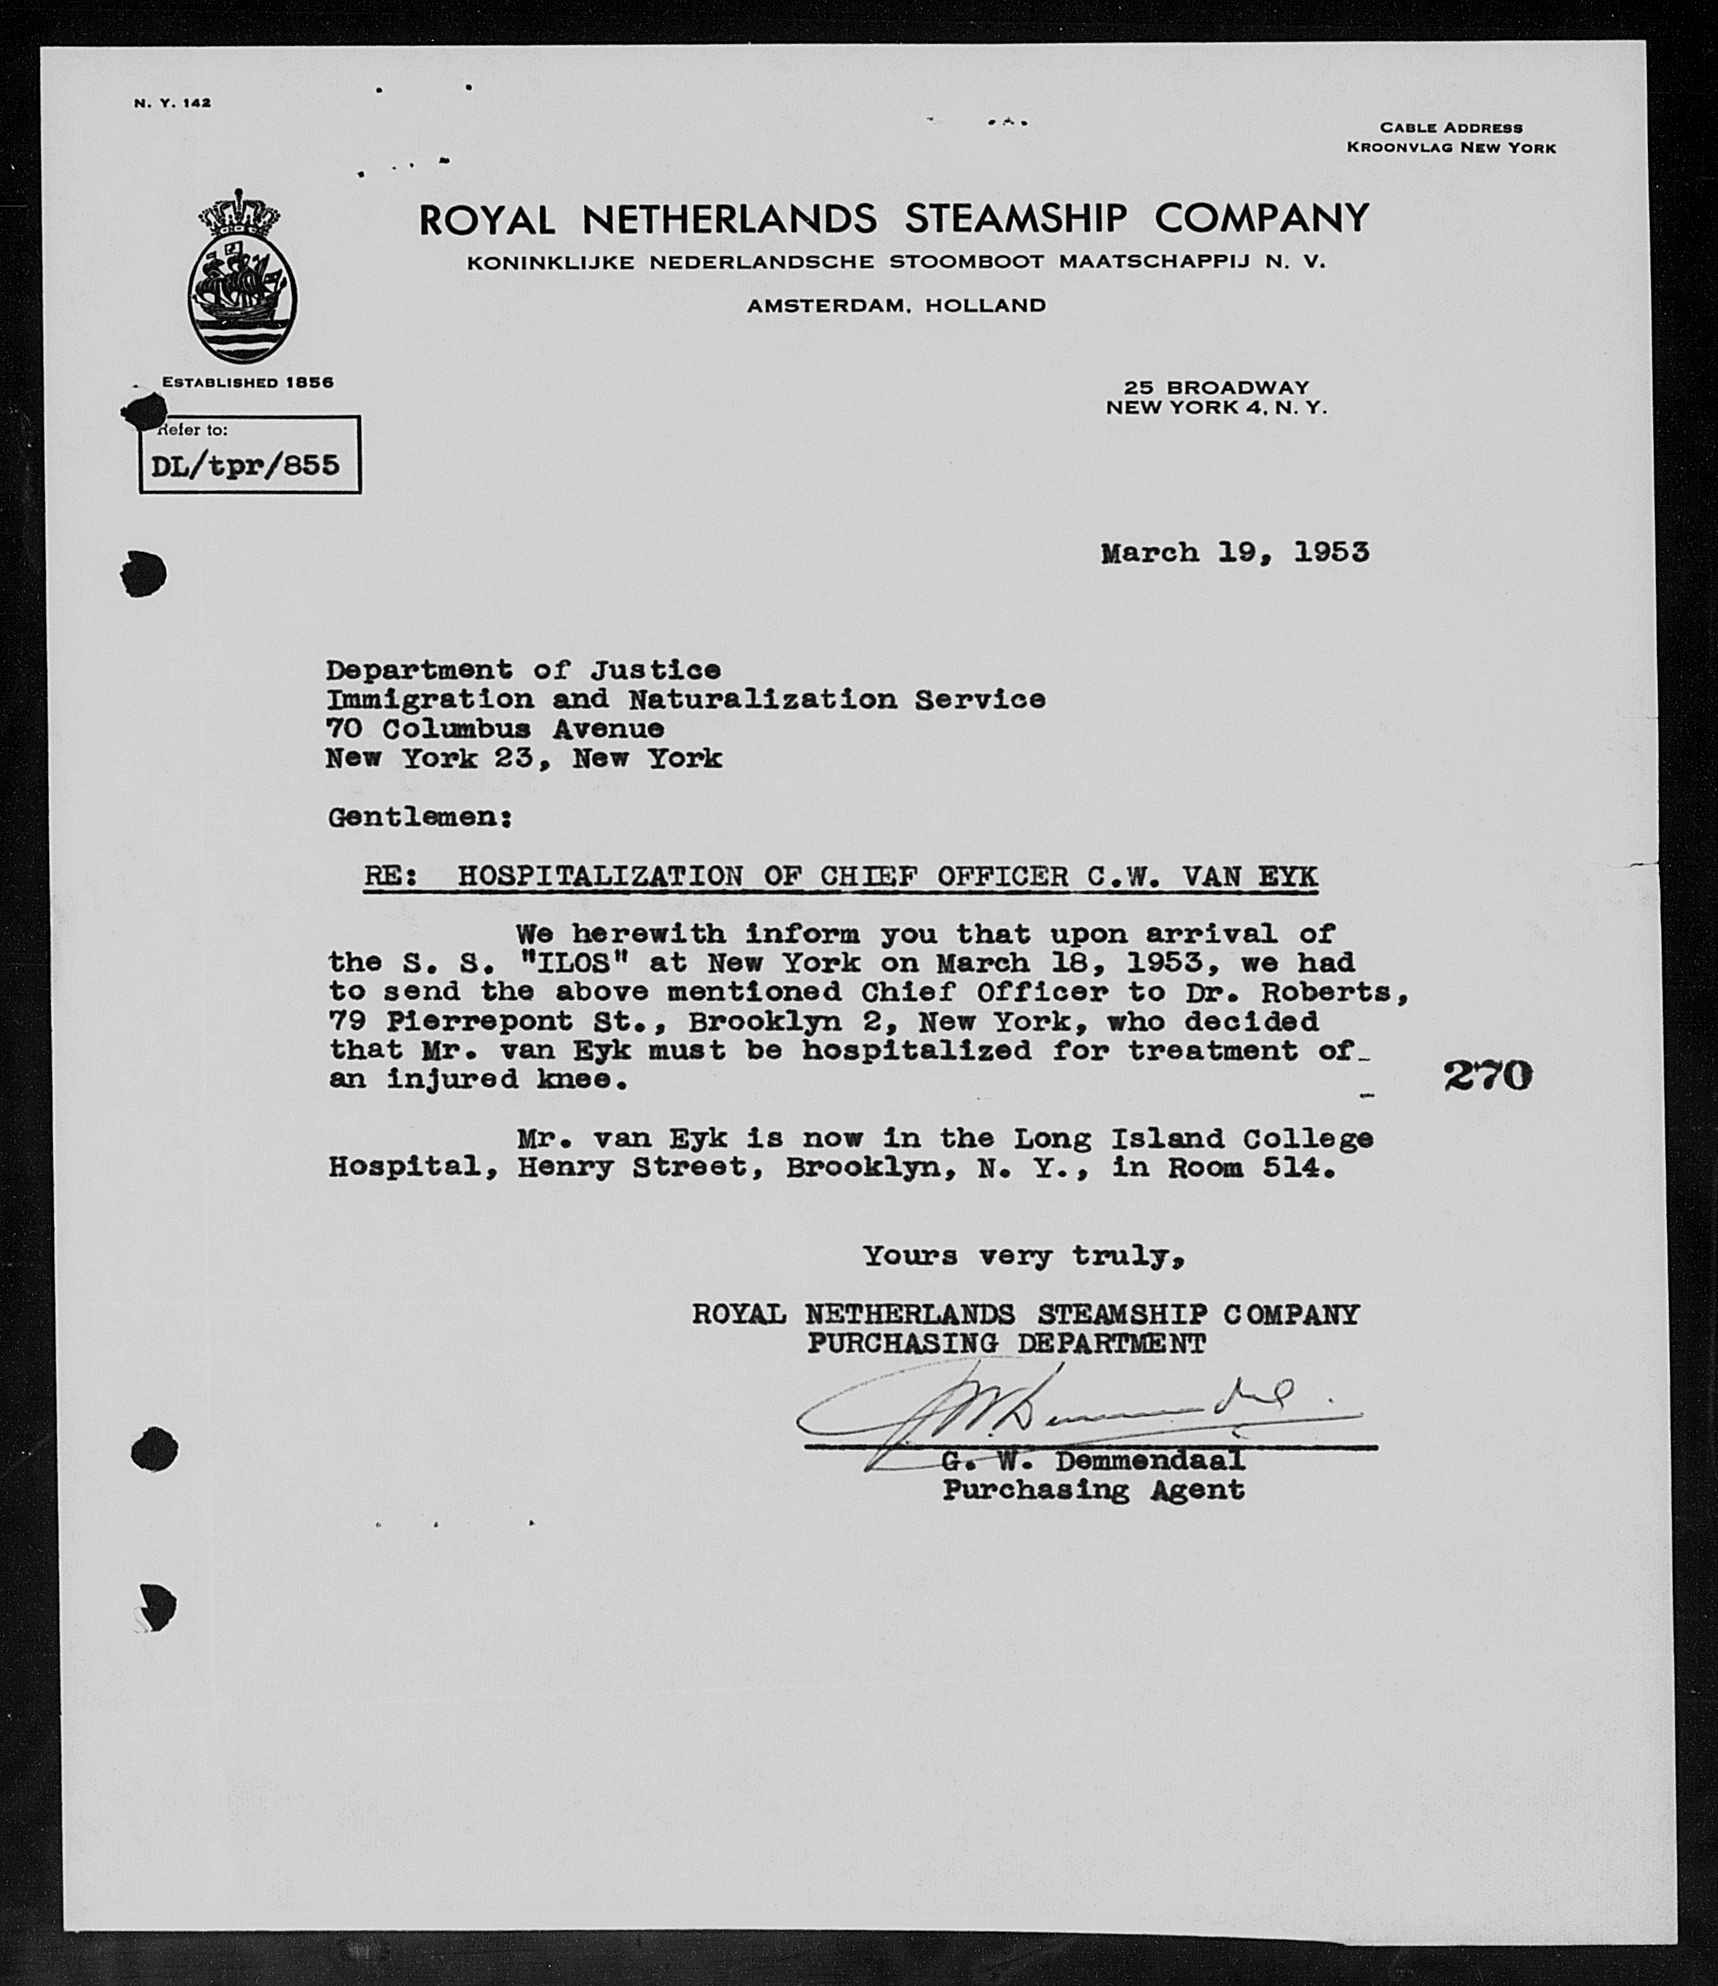 N. Y. 142
CABLE ADDRESS
KROONVLAG NEW YORK
ROYAL NETHERLANDS STEAMSHIP COMPANY
KONINKLIJKE NEDERLANDSCHE STOOMBOOT MAATSCHAPPIJ N. V.
AMSTERDAM, HOLLAND
ESTABLISHED 1856
25 BROADWAY
NEW YORK 4, N. Y.
Refer to:
DL/tpr/855
March 19, 1953
Department of Justice
Immigration and Naturalization Service
70 Columbus Avenue
New York 23, New York
Gentlemen:
RE: HOSPITALIZATION OF CHIEF OFFICER C.W. VAN EYK
We herewith inform you that upon arrival of
the S. S. "ILOS" at New York on March 18, 1953, we had
to send the above mentioned Chief Officer to Dr. Roberts,
79 Pierrepont St., Brooklyn 2, New York, who decided
that Mr. van Eyk must be hospitalized for treatment of
an injured knee.
270
Mr. van Eyk is now in the Long Island College
Hospital, Henry Street, Brooklyn, N. Y., in Room 514.
Yours very truly,
ROYAL NETHERLANDS STEAMSHIP COMPANY
PURCHASING DEPARTMENT
G. W. Demmendaal
Purchasing Agent